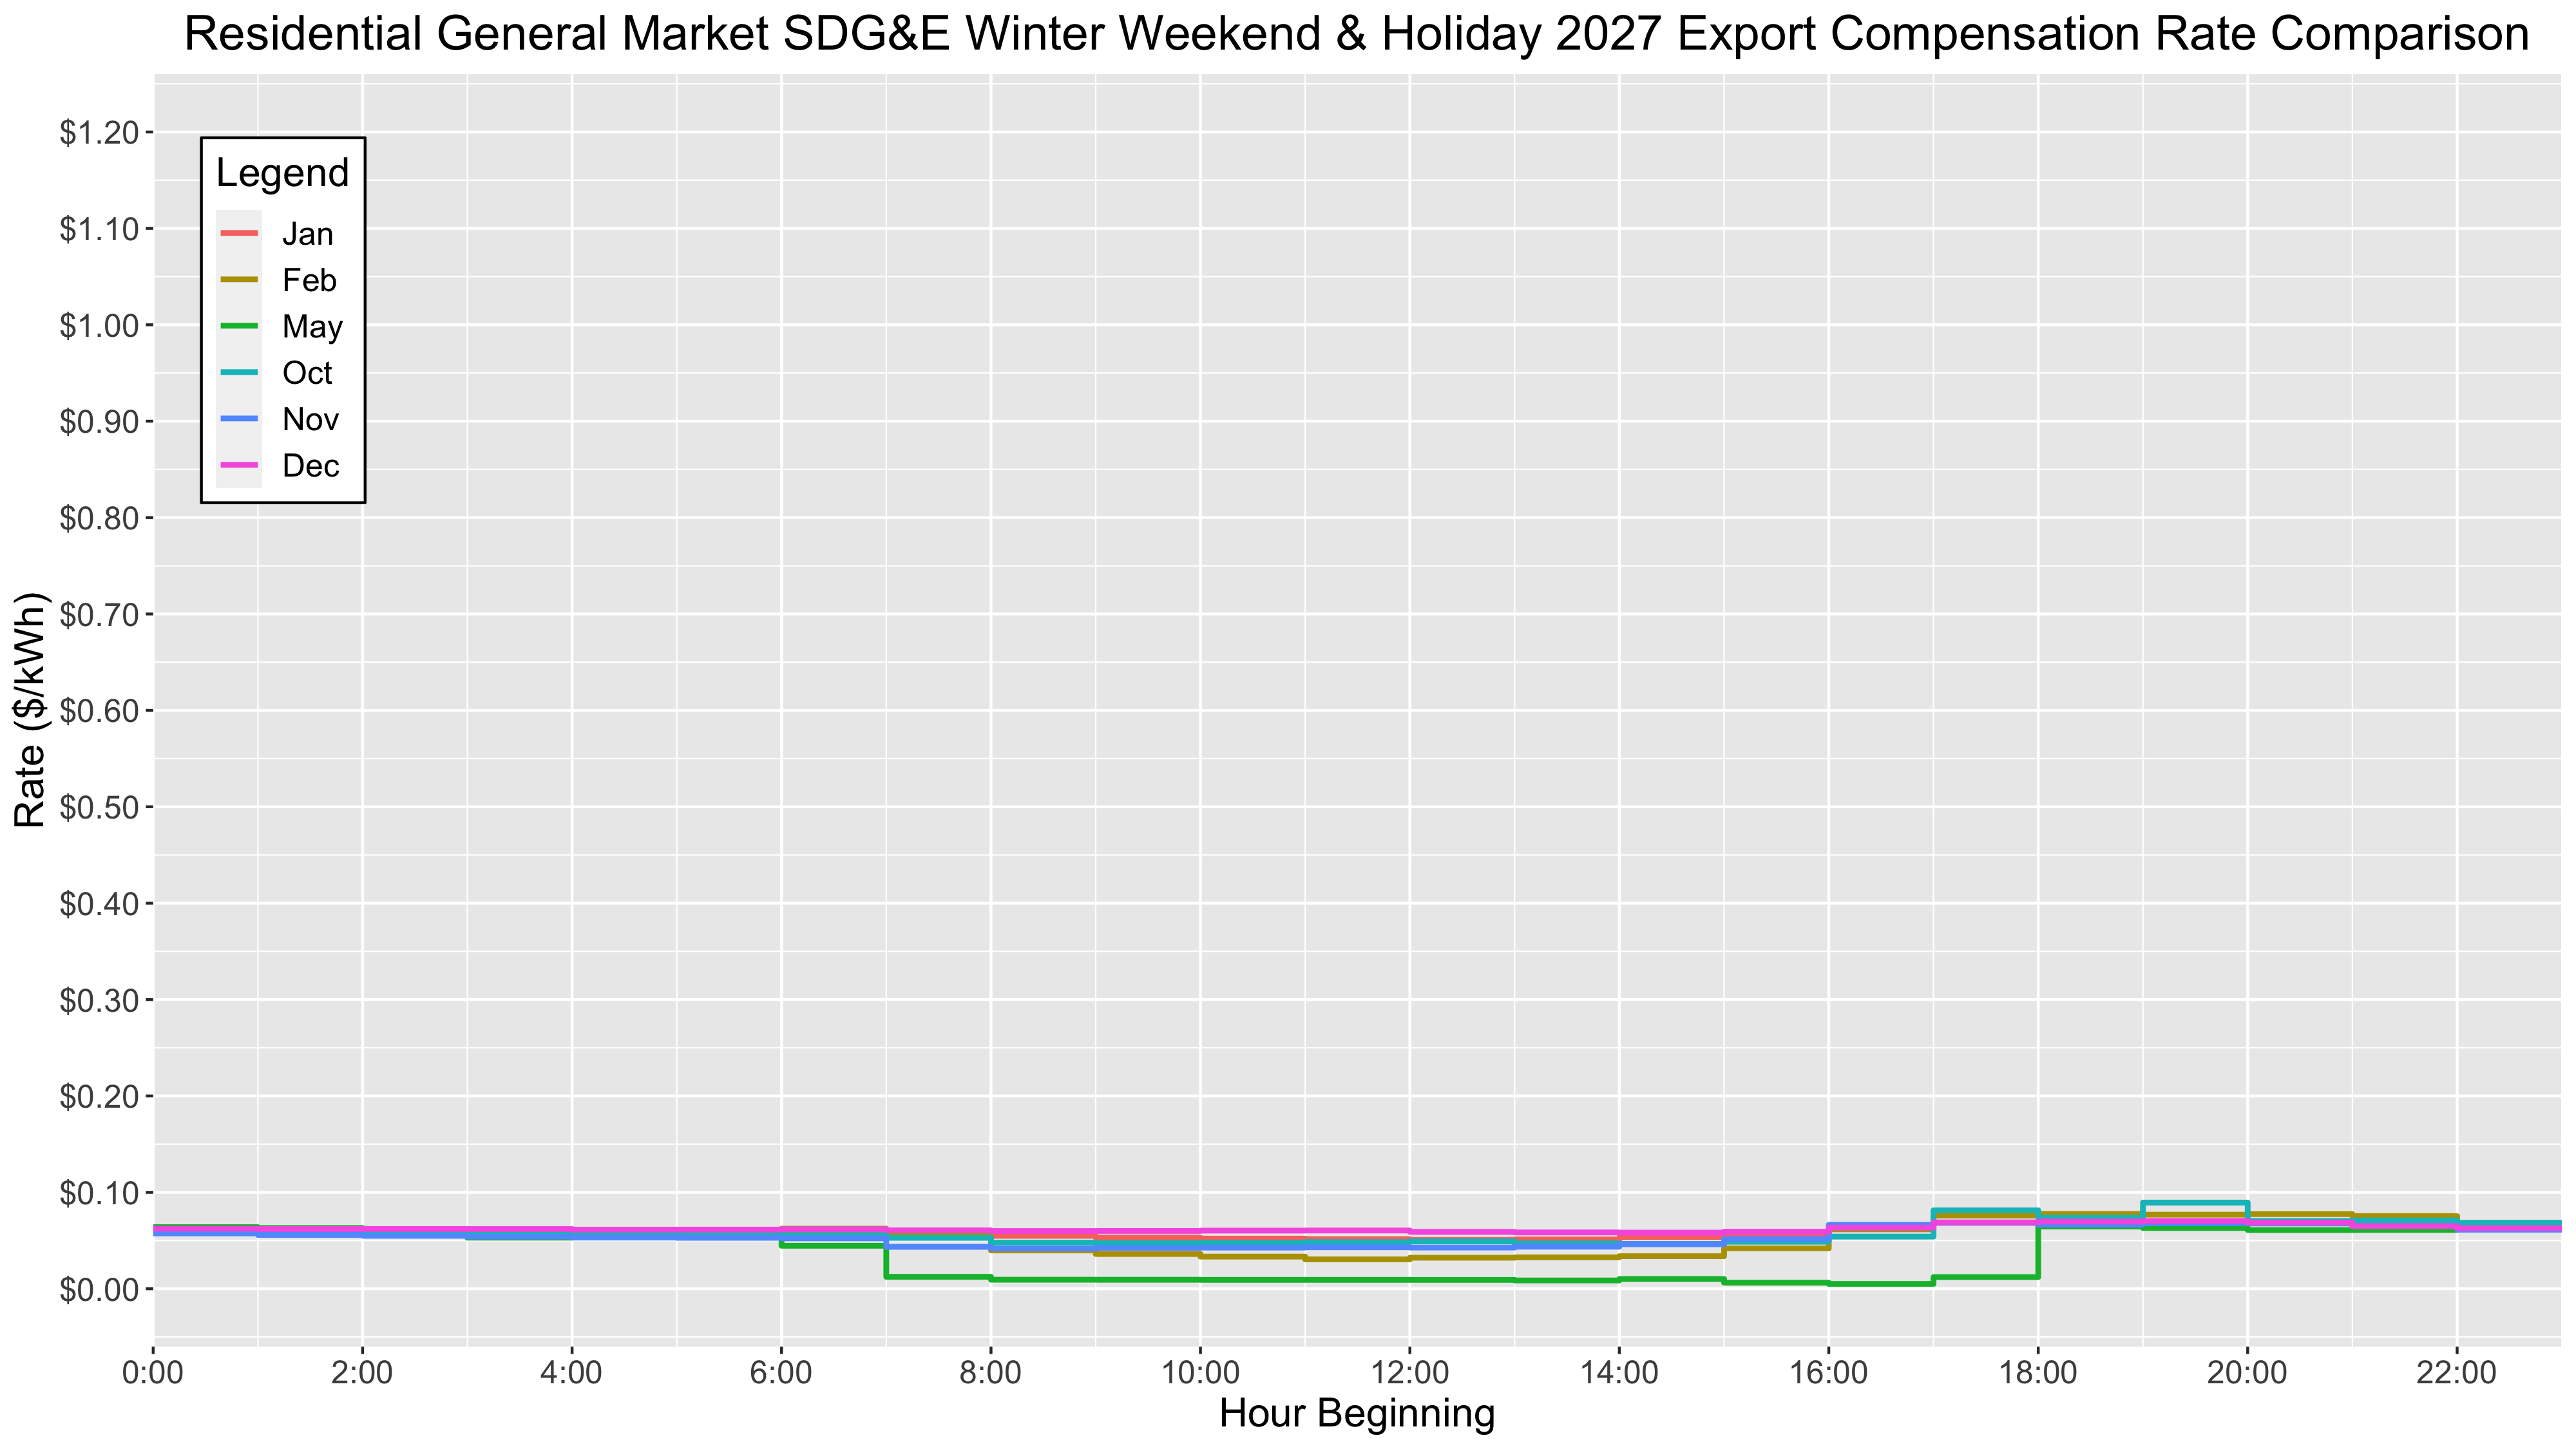 Residential General Market SDG&E Winter Weekend & Holiday 2027 Export Compensation Rate Comparison
Legend
Jan
Feb
May
Oct
Nov
Dec
Rate ($/kWh)
$1.20
$1.10
$1.00
$0.90
$0.80
$0.70
$0.60
$0.50
$0.40
$0.30
$0.20
$0.10
$0.00
0:00 2:00 4:00 6:00 8:00 10:00 12:00 14:00 16:00 18:00 20:00 22:00
Hour Beginning